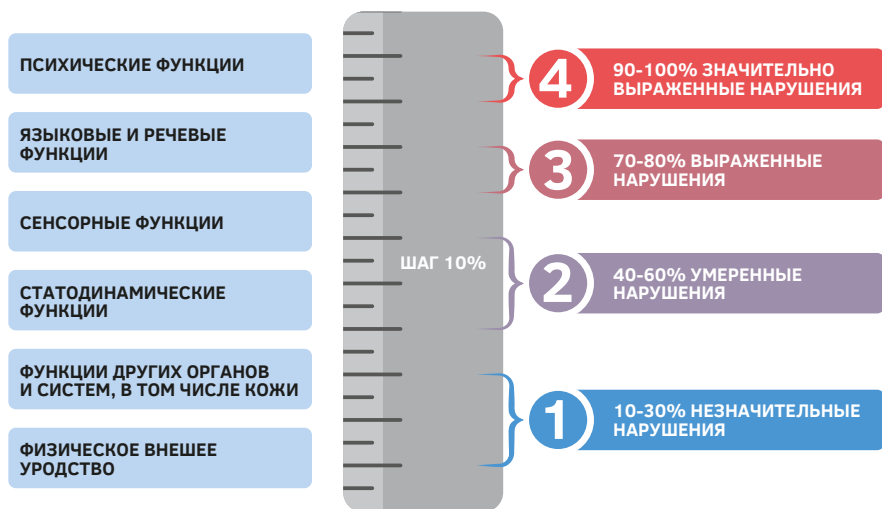 ПСИХИЧЕСКИЕ ФУНКЦИИ
ЯЗЫКОВЫЕ И РЕЧЕВЫЕ
ФУНКЦИИ
СЕНСОРНЫЕ ФУНКЦИИ
СТАТОДИНАМИЧЕСКИЕ
ФУНКЦИИ
ФУНКЦИИ ДРУГИХ ОРГАНОВ
И СИСТЕМ, В ТОМ ЧИСЛЕ КОЖИ
ФИЗИЧЕСКОЕ ВНЕШЕЕ
УРОДСТВО
ШАГ 10%
4
90-100% ЗНАЧИТЕЛЬНО
ВЫРАЖЕННЫЕ НАРУШЕНИЯ
3
70-80% ВЫРАЖЕННЫЕ
НАРУШЕНИЯ
2
40-60% УМЕРЕННЫЕ
НАРУШЕНИЯ
1
10-30% НЕЗНАЧИТЕЛЬНЫЕ
НАРУШЕНИЯ